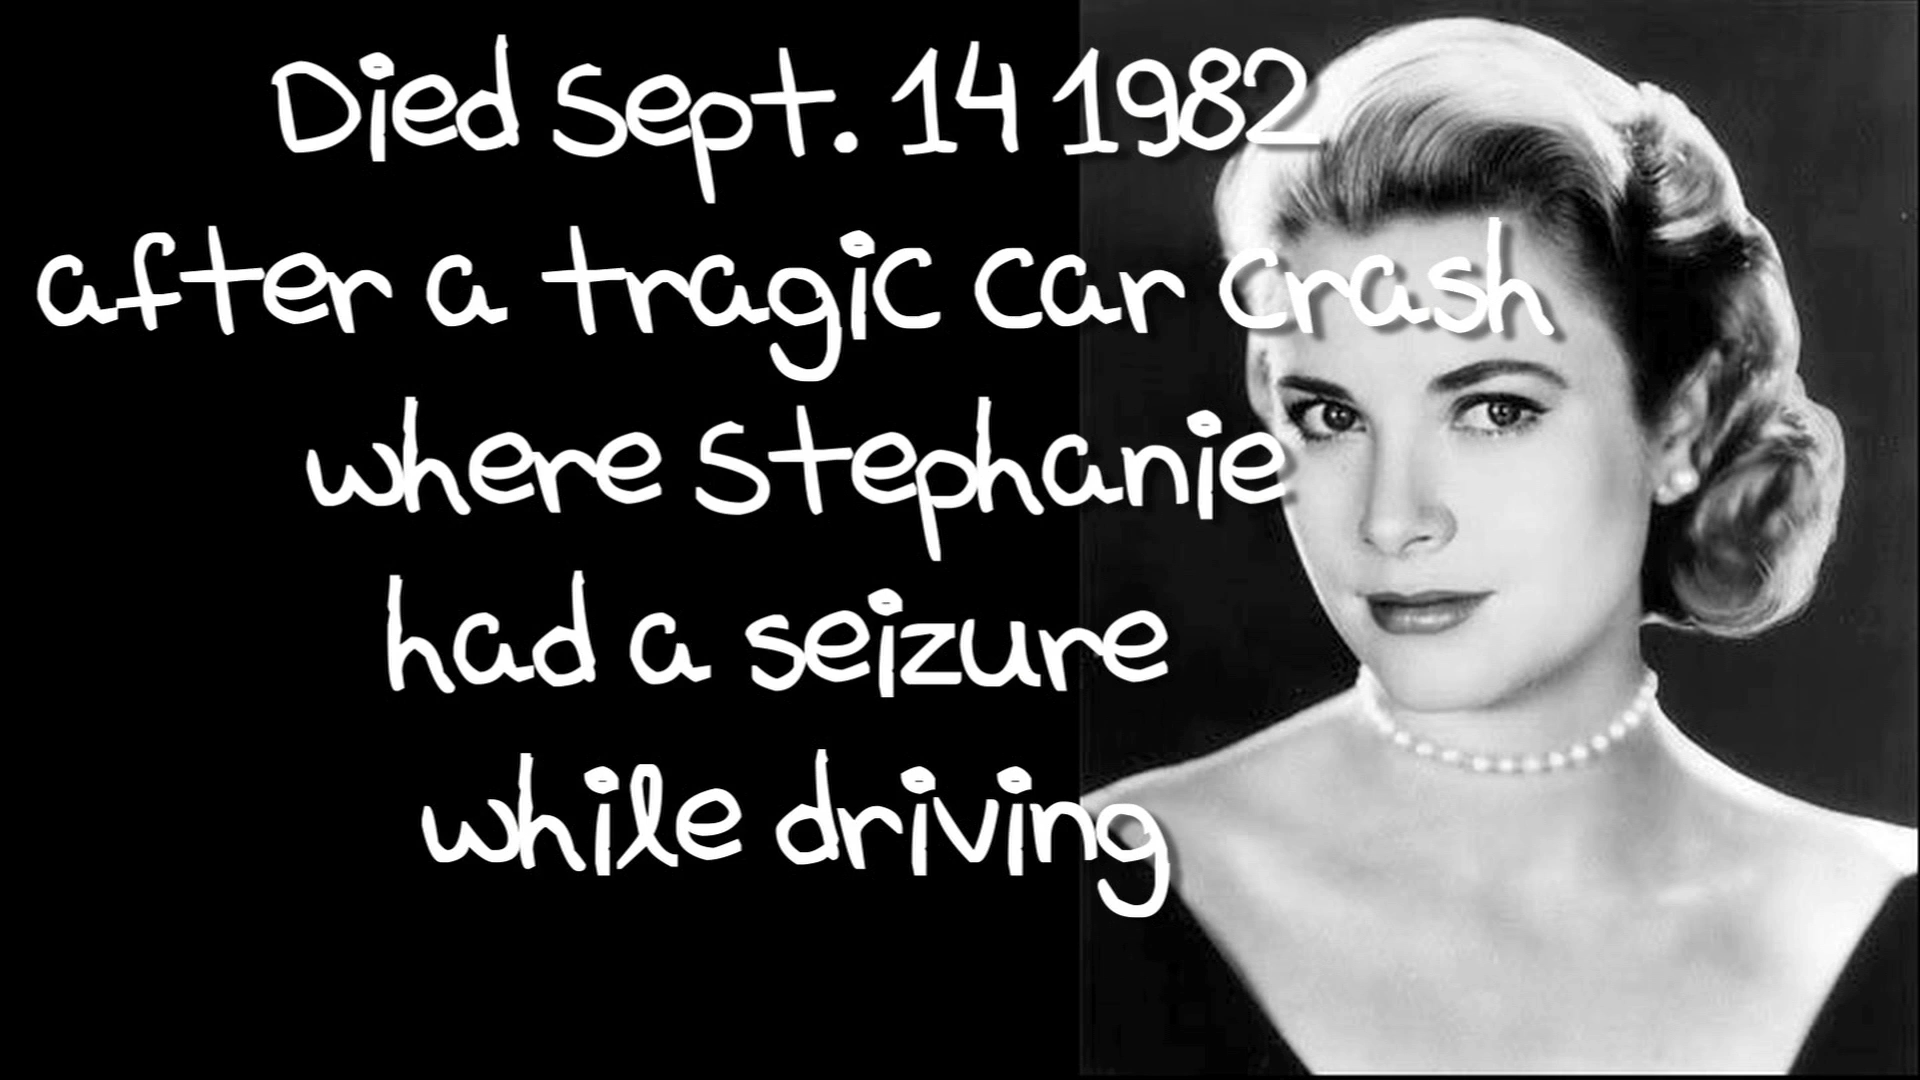 Died Sept. 14 1982
after a tragic car crash
where Stephanie
had a seizure
while driving